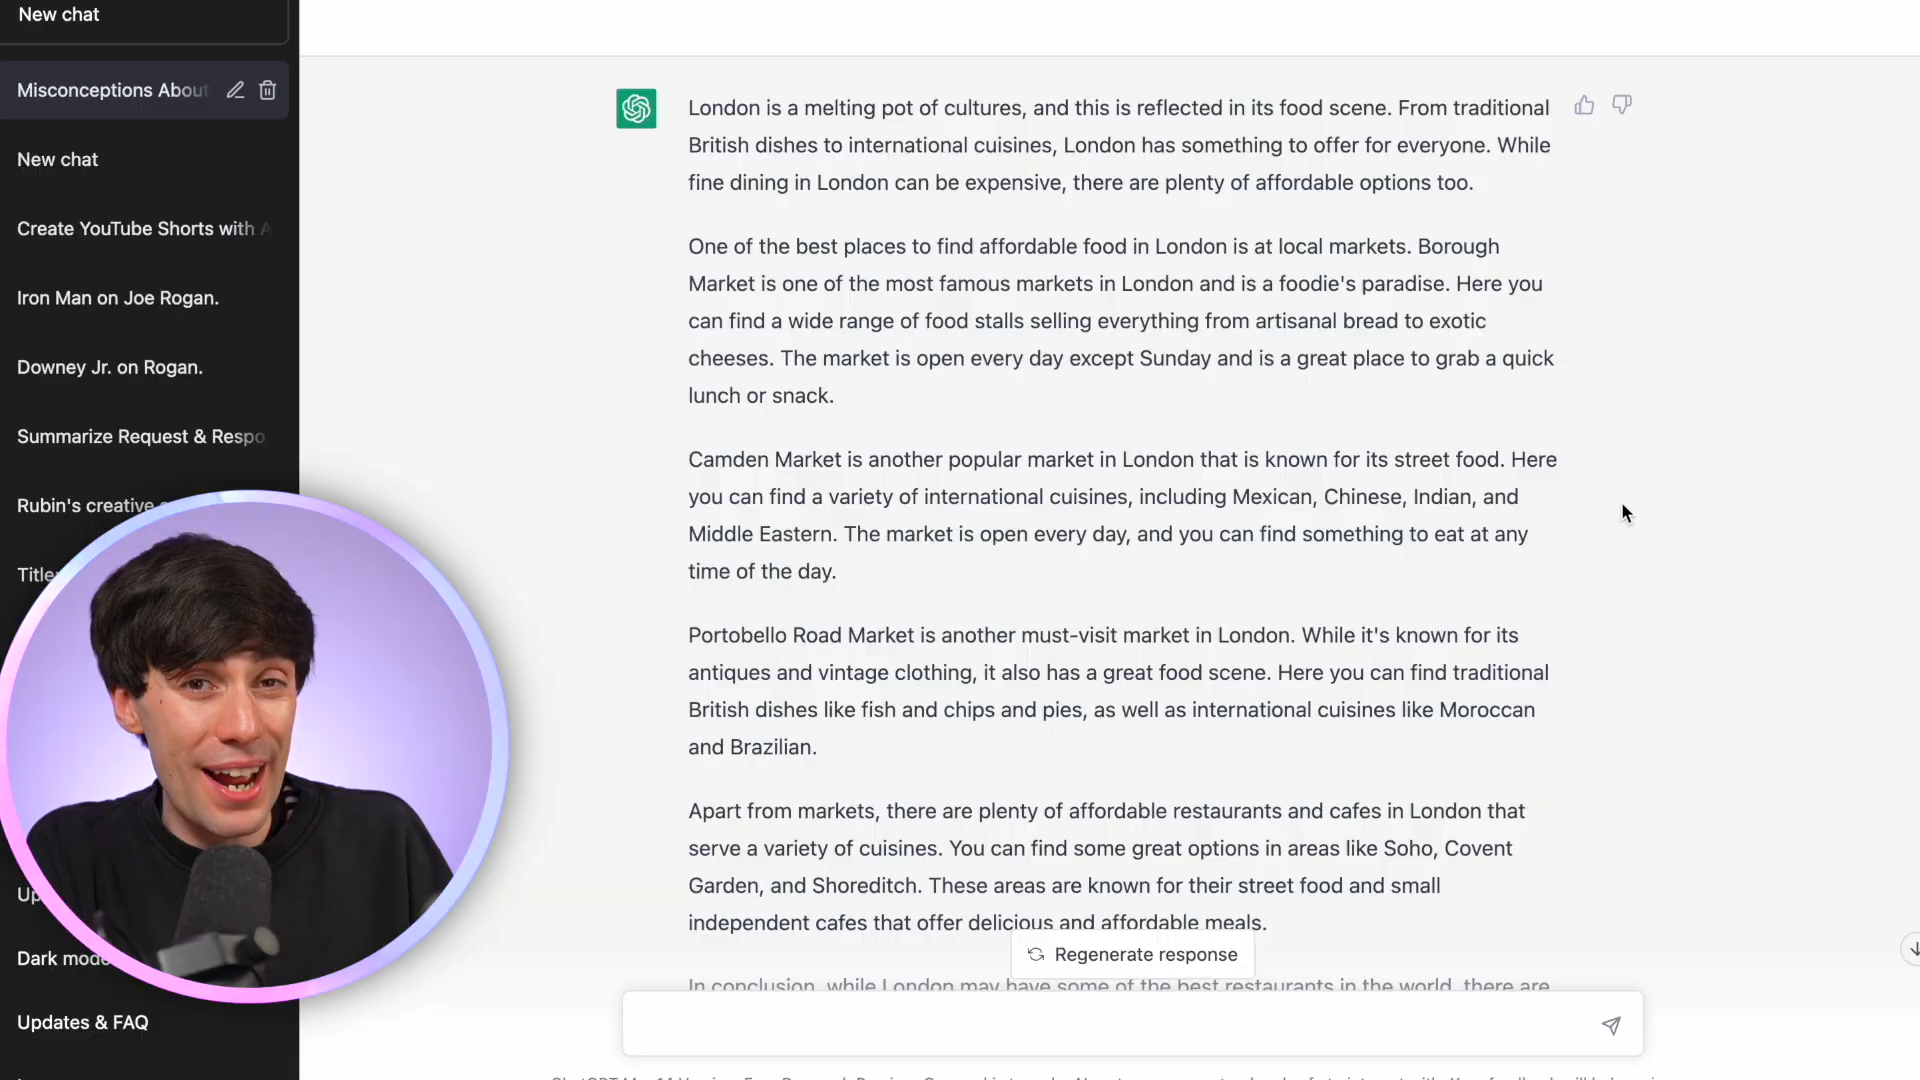 New chat
Misconceptions About
New chat
Create YouTube Shorts with A
Iron Man on Joe Rogan.
Downey Jr. on Rogan.
Summarize Request & Respo
Rubin's creative
Title
Up
Dark mode
Updates & FAQ
London is a melting pot of cultures, and this is reflected in its food scene. From traditional
British dishes to international cuisines, London has something to offer for everyone. While
fine dining in London can be expensive, there are plenty of affordable options too.
One of the best places to find affordable food in London is at local markets. Borough
Market is one of the most famous markets in London and is a foodie's paradise. Here you
can find a wide range of food stalls selling everything from artisanal bread to exotic
cheeses. The market is open every day except Sunday and is a great place to grab a quick
lunch or snack.
Camden Market is another popular market in London that is known for its street food. Here
you can find a variety of international cuisines, including Mexican, Chinese, Indian, and
Middle Eastern. The market is open every day, and you can find something to eat at any
time of the day.
Portobello Road Market is another must-visit market in London. While it's known for its
antiques and vintage clothing, it also has a great food scene. Here you can find traditional
British dishes like fish and chips and pies, as well as international cuisines like Moroccan
and Brazilian.
Apart from markets, there are plenty of affordable restaurants and cafes in London that
serve a variety of cuisines. You can find some great options in areas like Soho, Covent
Garden, and Shoreditch. These areas are known for their street food and small
independent cafes that offer delicious and affordable meals.
Regenerate response
In conclusion, while London may have some of the best restaurants in the world, there are